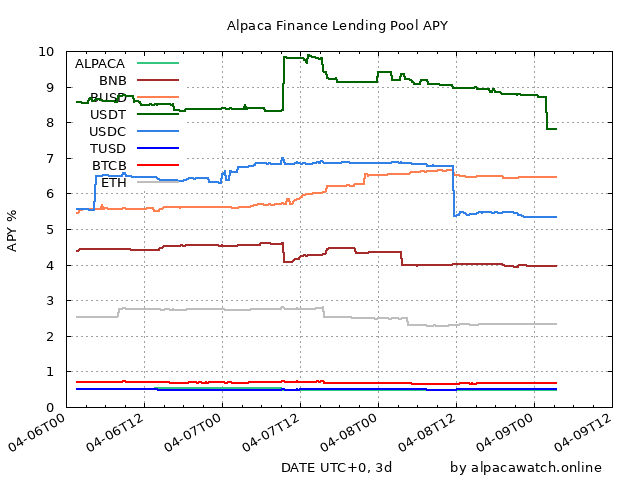 Alpaca Finance Lending Pool APY
10
9
8
7
6
5
4
3
2
1
0
APY %
ALPACA
BNB
BUSD
USDT
USDC
TUSD
BTCB
ETH
04-06T00
04-06T12
04-07T00
04-07T12
04-08T00
04-08T12
04-09T00
04-09T12
DATE UTC+0, 3d
by alpacawatch.online